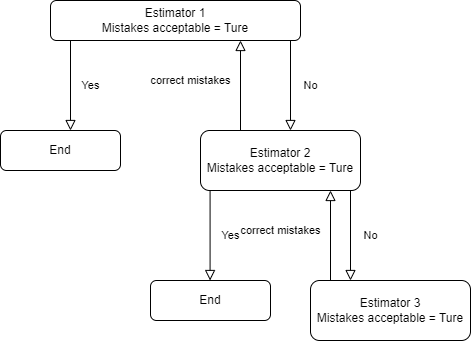 Estimator 1
Mistakes acceptable = Ture
Yes
correct mistakes
No
End
Estimator 2
Mistakes acceptable = Ture
Yes
correct mistakes
No
End
Estimator 3
Mistakes acceptable = Ture